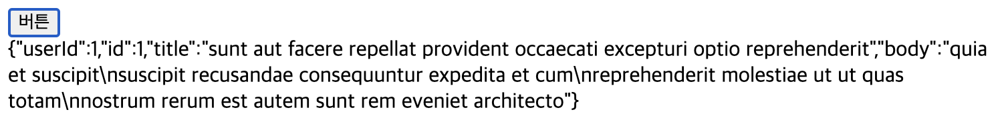 버튼
{"userId":1,"id":1,"title":"sunt aut facere repellat provident occaecati excepturi optio reprehenderit","body":"quia
et suscipit\nsuscipit recusandae consequuntur expedita et cum\nreprehenderit molestiae ut ut quas
totam\nnostrum rerum est autem sunt rem eveniet architecto"}